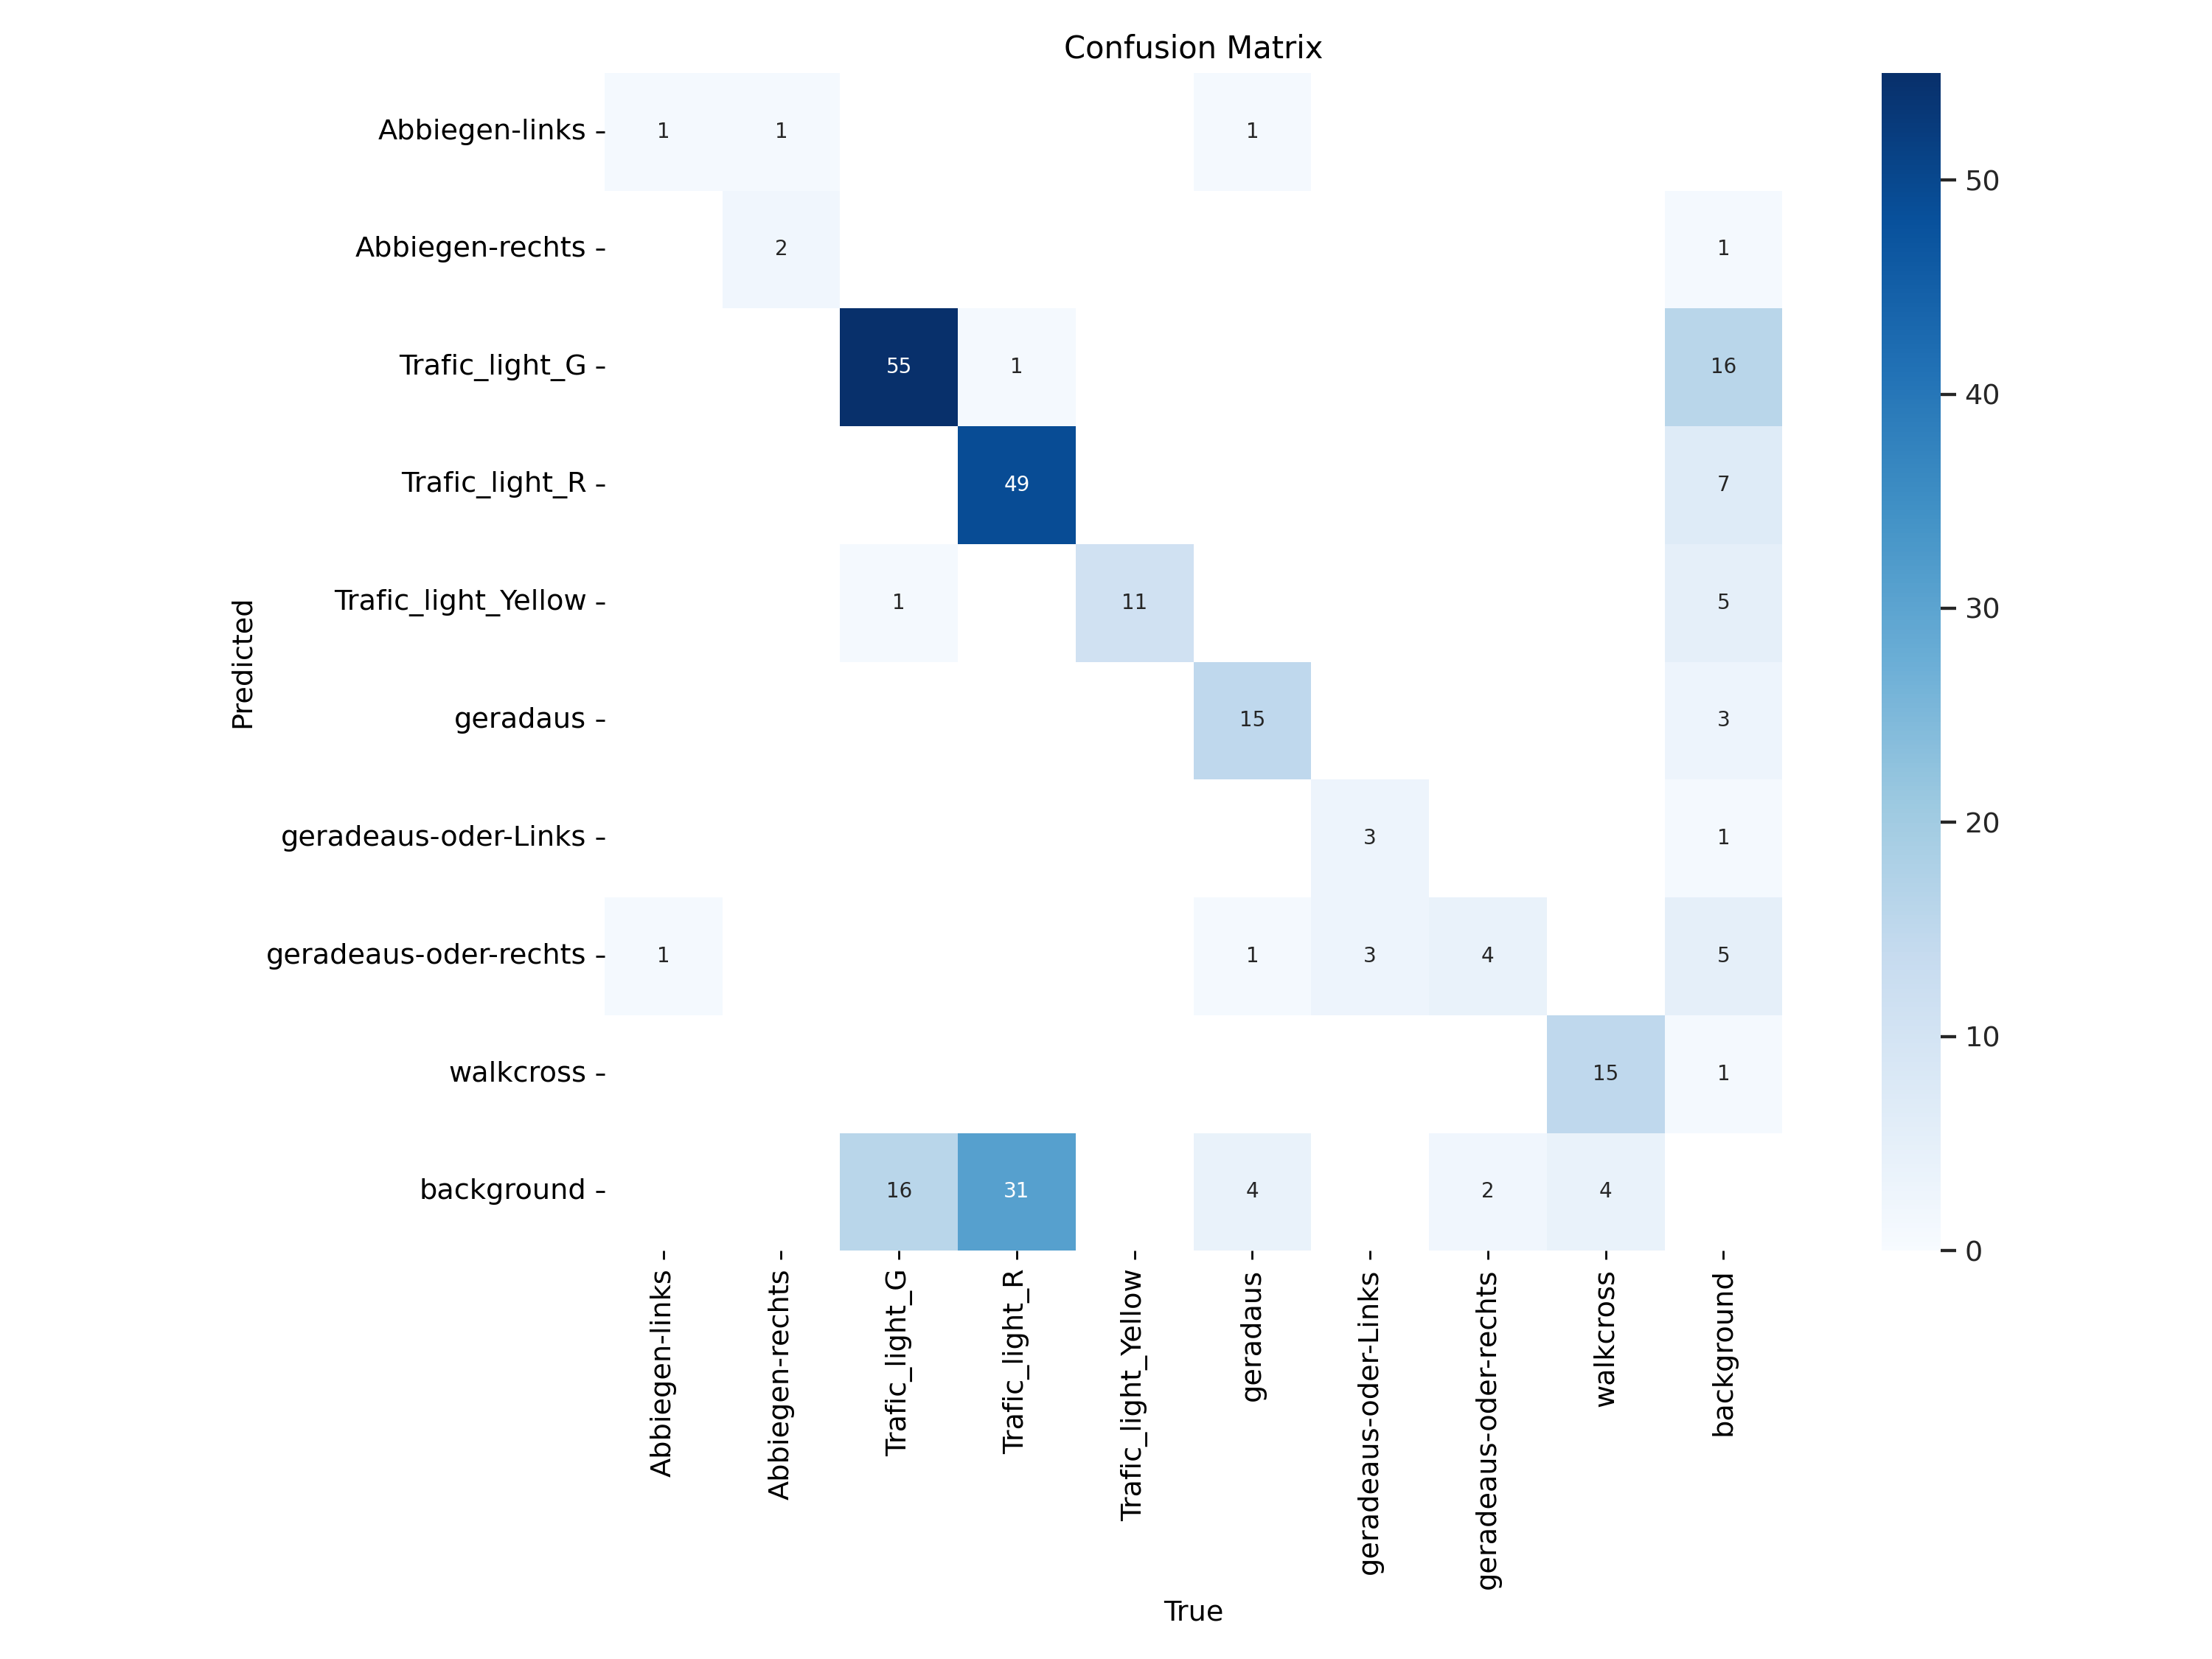 Confusion Matrix
Abbiegen-links 1 1 1
Abbiegen-rechts 2 1
Trafic_light_G 55 1 16
Trafic_light_R 49 7
Trafic_light_Yellow 1 11 5
geradaus 15 3
geradeaus-oder-Links 3 1
geradeaus-oder-rechts 1 1 3 4 5
walkcross 15 1
background 16 31 4 2 4
Predicted
Abbiegen-links
Abbiegen-rechts
Trafic_light_G
Trafic_light_R
Trafic_light_Yellow
geradaus
geradeaus-oder-Links
geradeaus-oder-rechts
walkcross
background
True
50
40
30
20
10
0